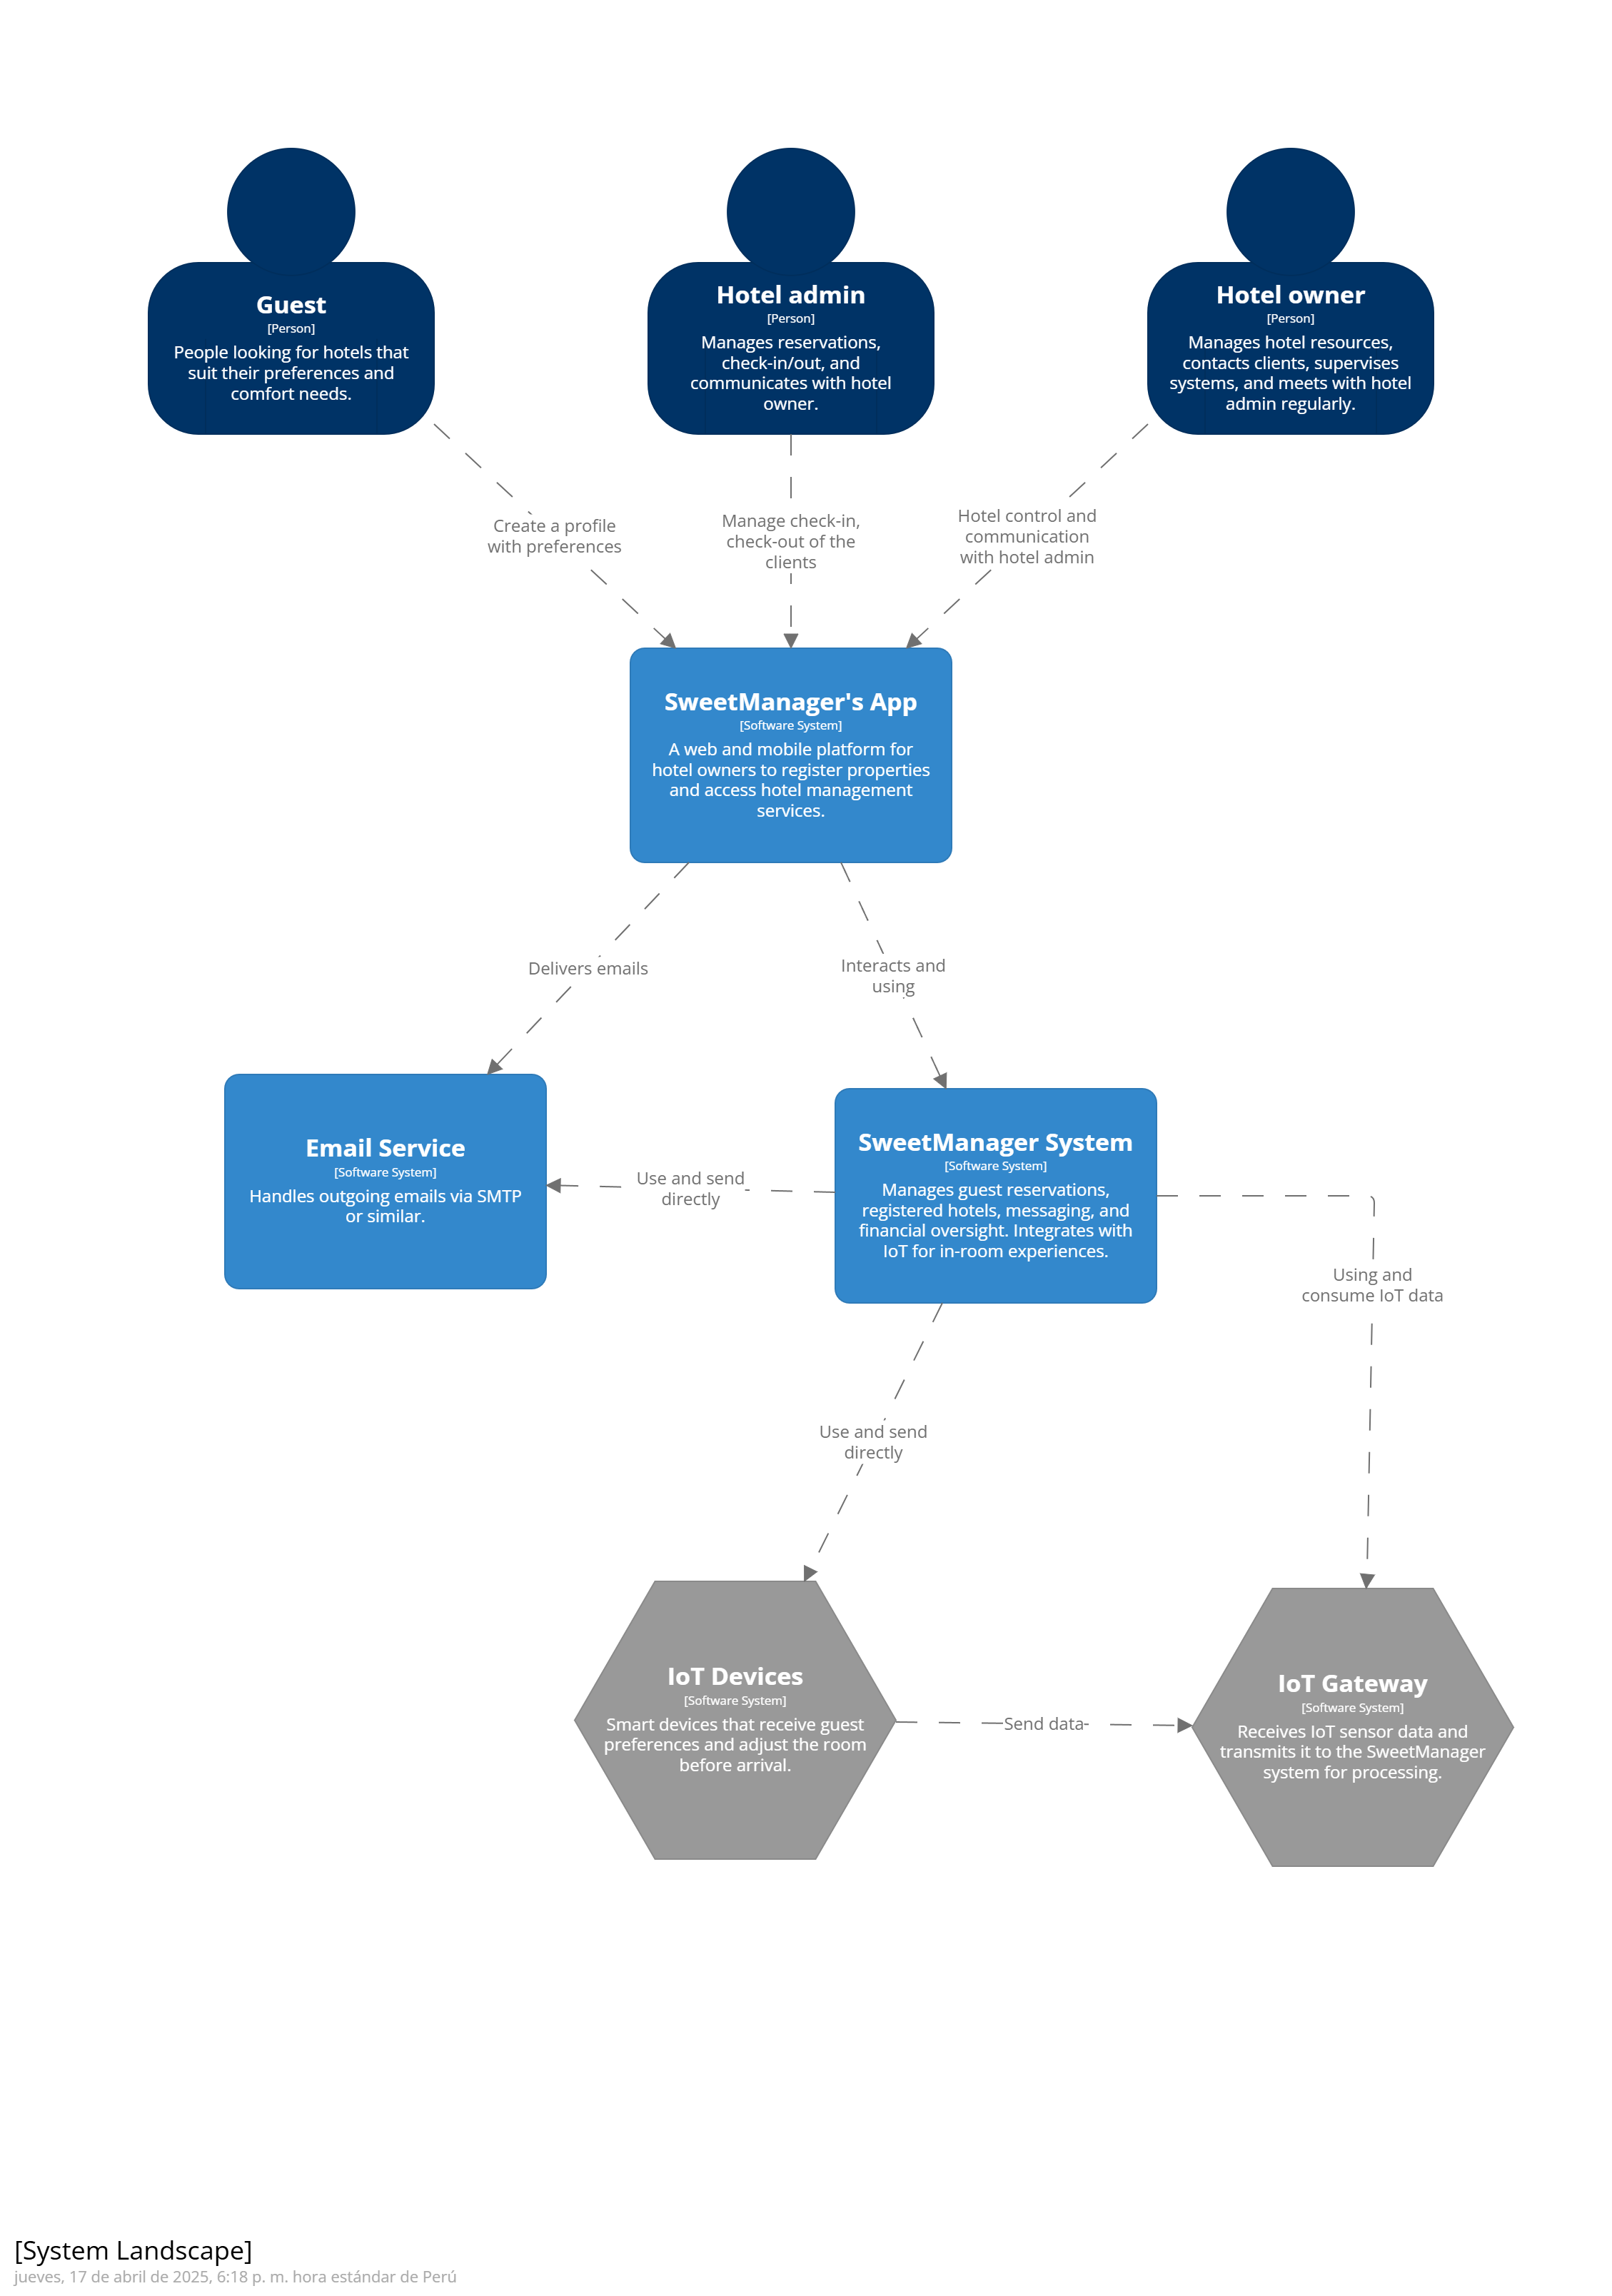 Guest
[Person]
People looking for hotels that
suit their preferences and
comfort needs.
Hotel admin
[Person]
Manages reservations,
check-in/out, and
communicates with hotel
owner.
Hotel owner
[Person]
Manages hotel resources,
contacts clients, supervises
systems, and meets with hotel
admin regularly.
Create a profile
with preferences
Manage check-in,
check-out of the
clients
Hotel control and
communication
with hotel admin
SweetManager's App
[Software System]
A web and mobile platform for
hotel owners to register properties
and access hotel management
services.
Delivers emails
Interacts and
using
Email Service
[Software System]
Handles outgoing emails via SMTP
or similar.
Use and send
directly
SweetManager System
[Software System]
Manages guest reservations,
registered hotels, messaging, and
financial oversight. Integrates with
IoT for in-room experiences.
Using and
consume IoT data
Use and send
directly
IoT Devices
[Software System]
Smart devices that receive guest
preferences and adjust the room
before arrival.
Send data
IoT Gateway
[Software System]
Receives IoT sensor data and
transmits it to the SweetManager
system for processing.
[System Landscape]
jueves, 17 de abril de 2025, 6:18 p. m. hora estándar de Perú